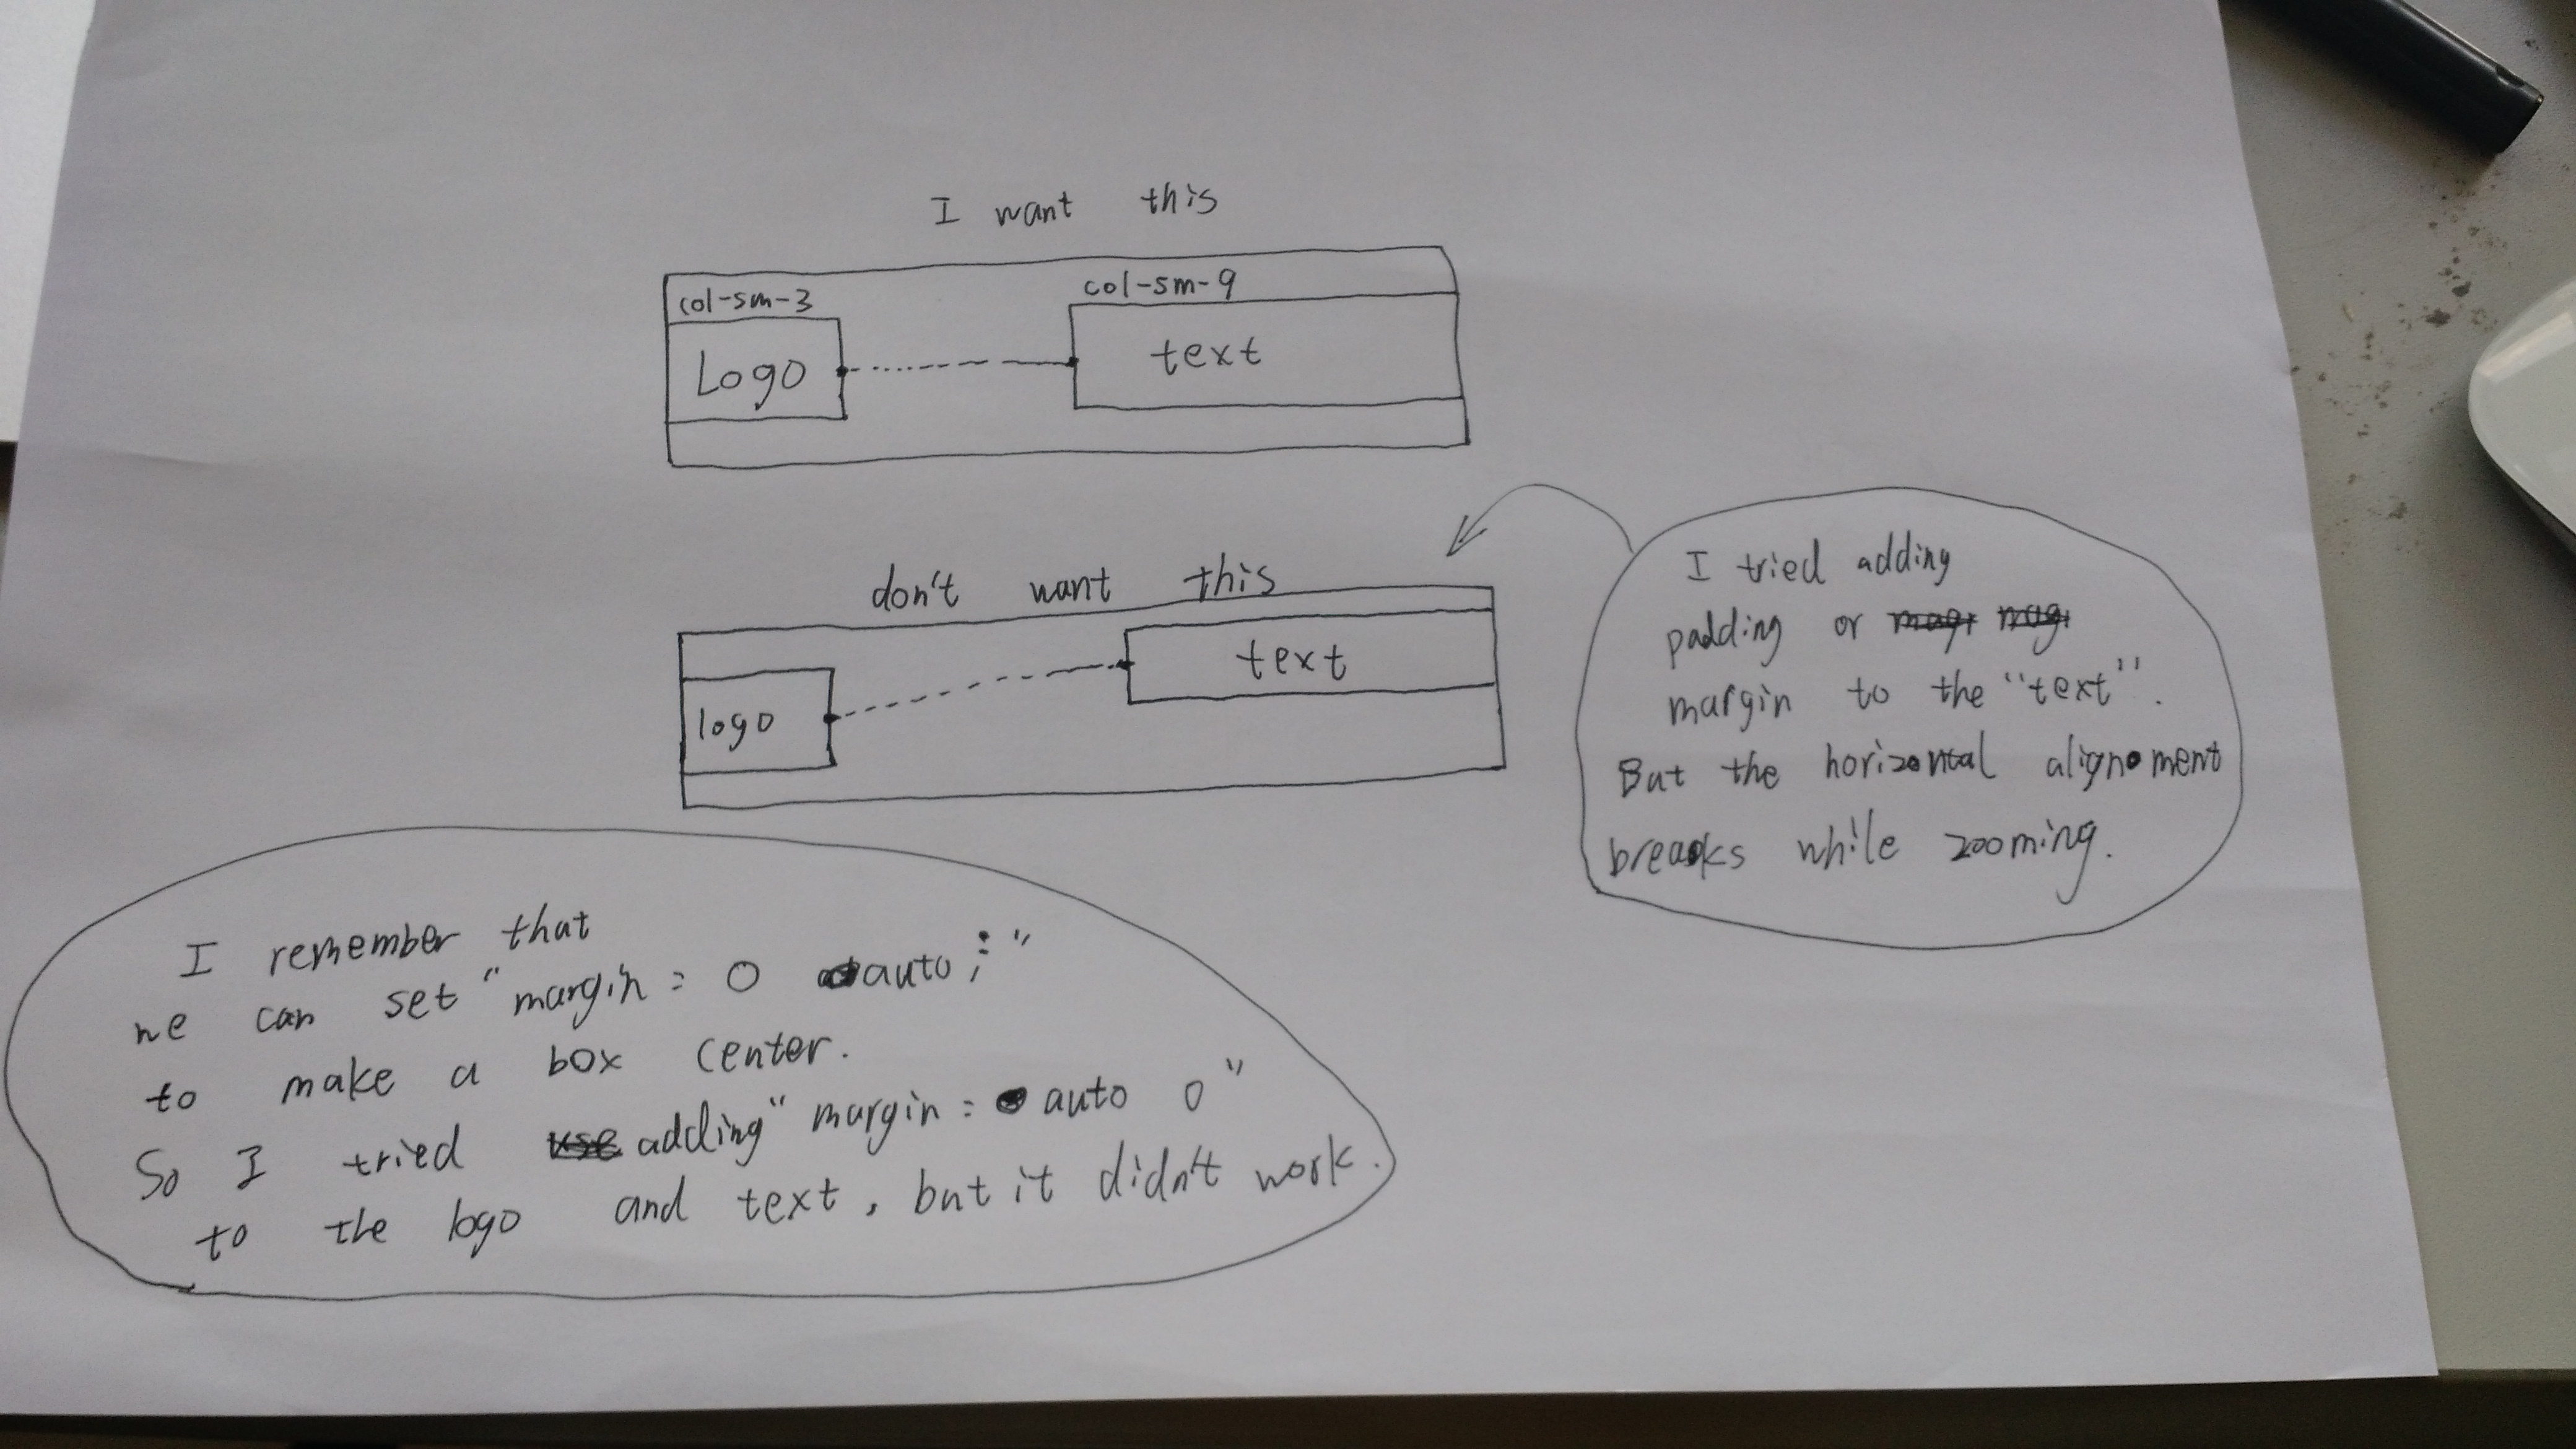 I want this
col-sm-3
col-sm-9
Logo
text
don't want this
text
logo
I tried adding
padding or
margin to the "text".
But the horizontal alignment
breaks while zooming.
I remember that
we can set "margin: 0 auto;"
to make a box center.
So I tried adding "margin: auto 0"
to the logo and text, but it didn't work.